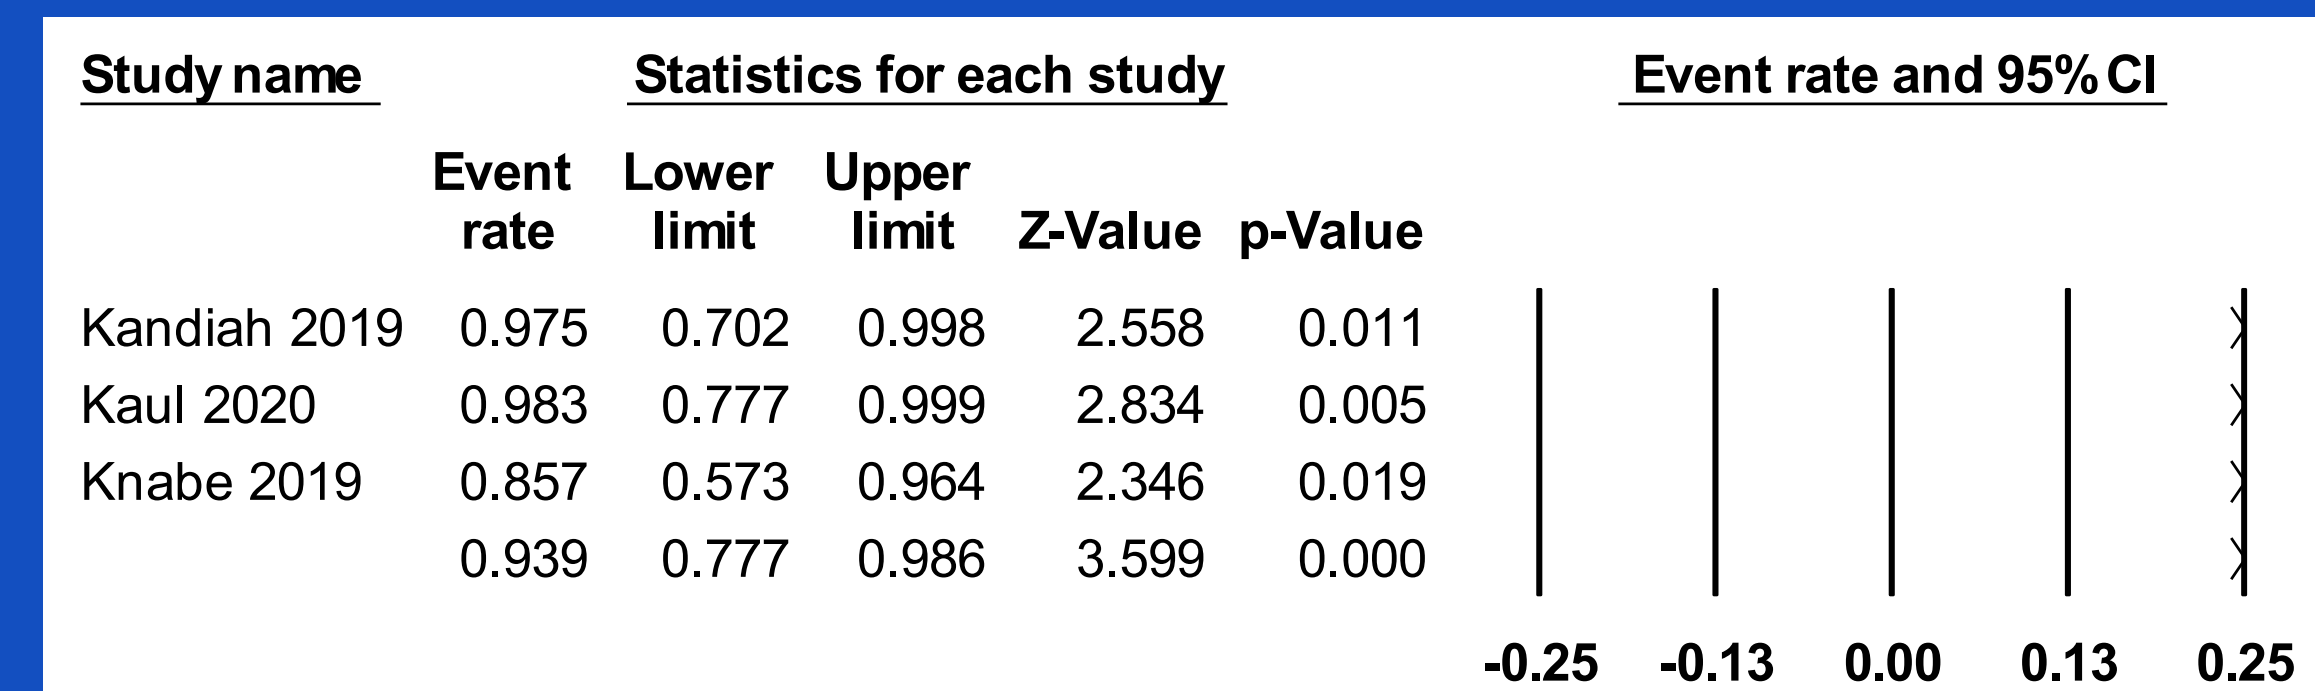 Study name Statistics for each study Event rate and 95% CI
Event Lower Upper
rate limit limit Z-Value p-Value
Kandiah 2019 0.975 0.702 0.998 2.558 0.011
Kaul 2020 0.983 0.777 0.999 2.834 0.005
Knabe 2019 0.857 0.573 0.964 2.346 0.019
0.939 0.777 0.986 3.599 0.000
-0.25 -0.13 0.00 0.13 0.25